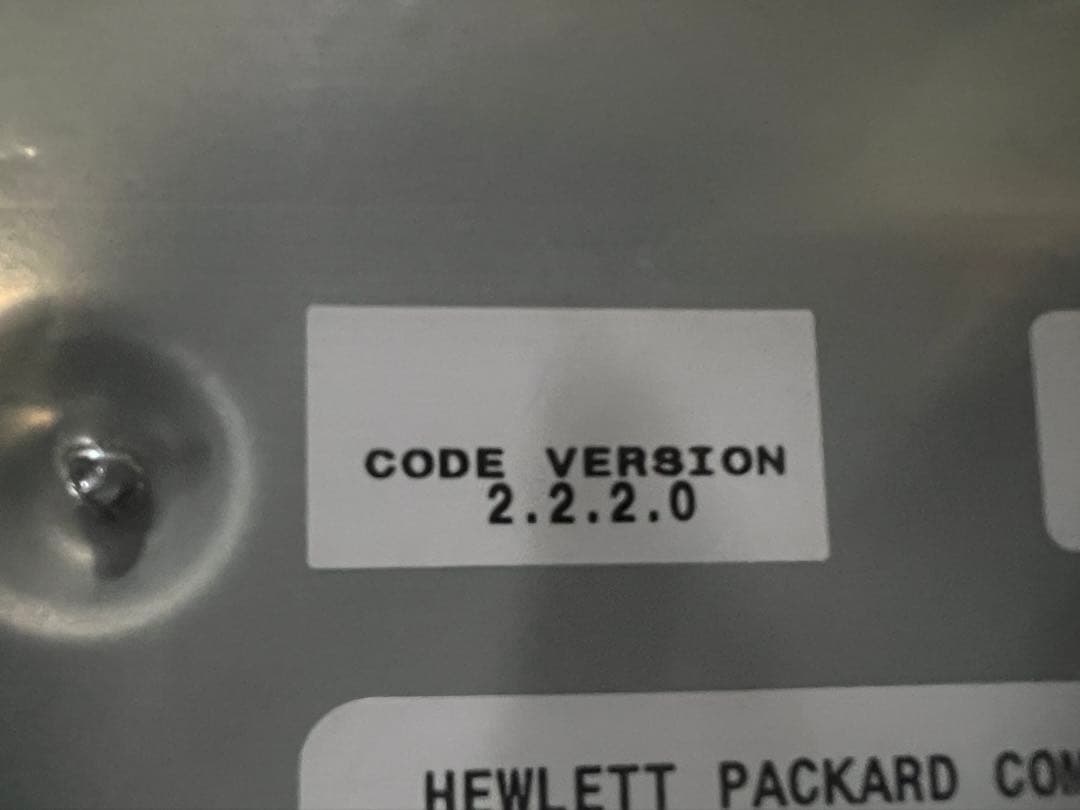 CODE VERSION
2.2.2.0
HEWLETT PACKARD